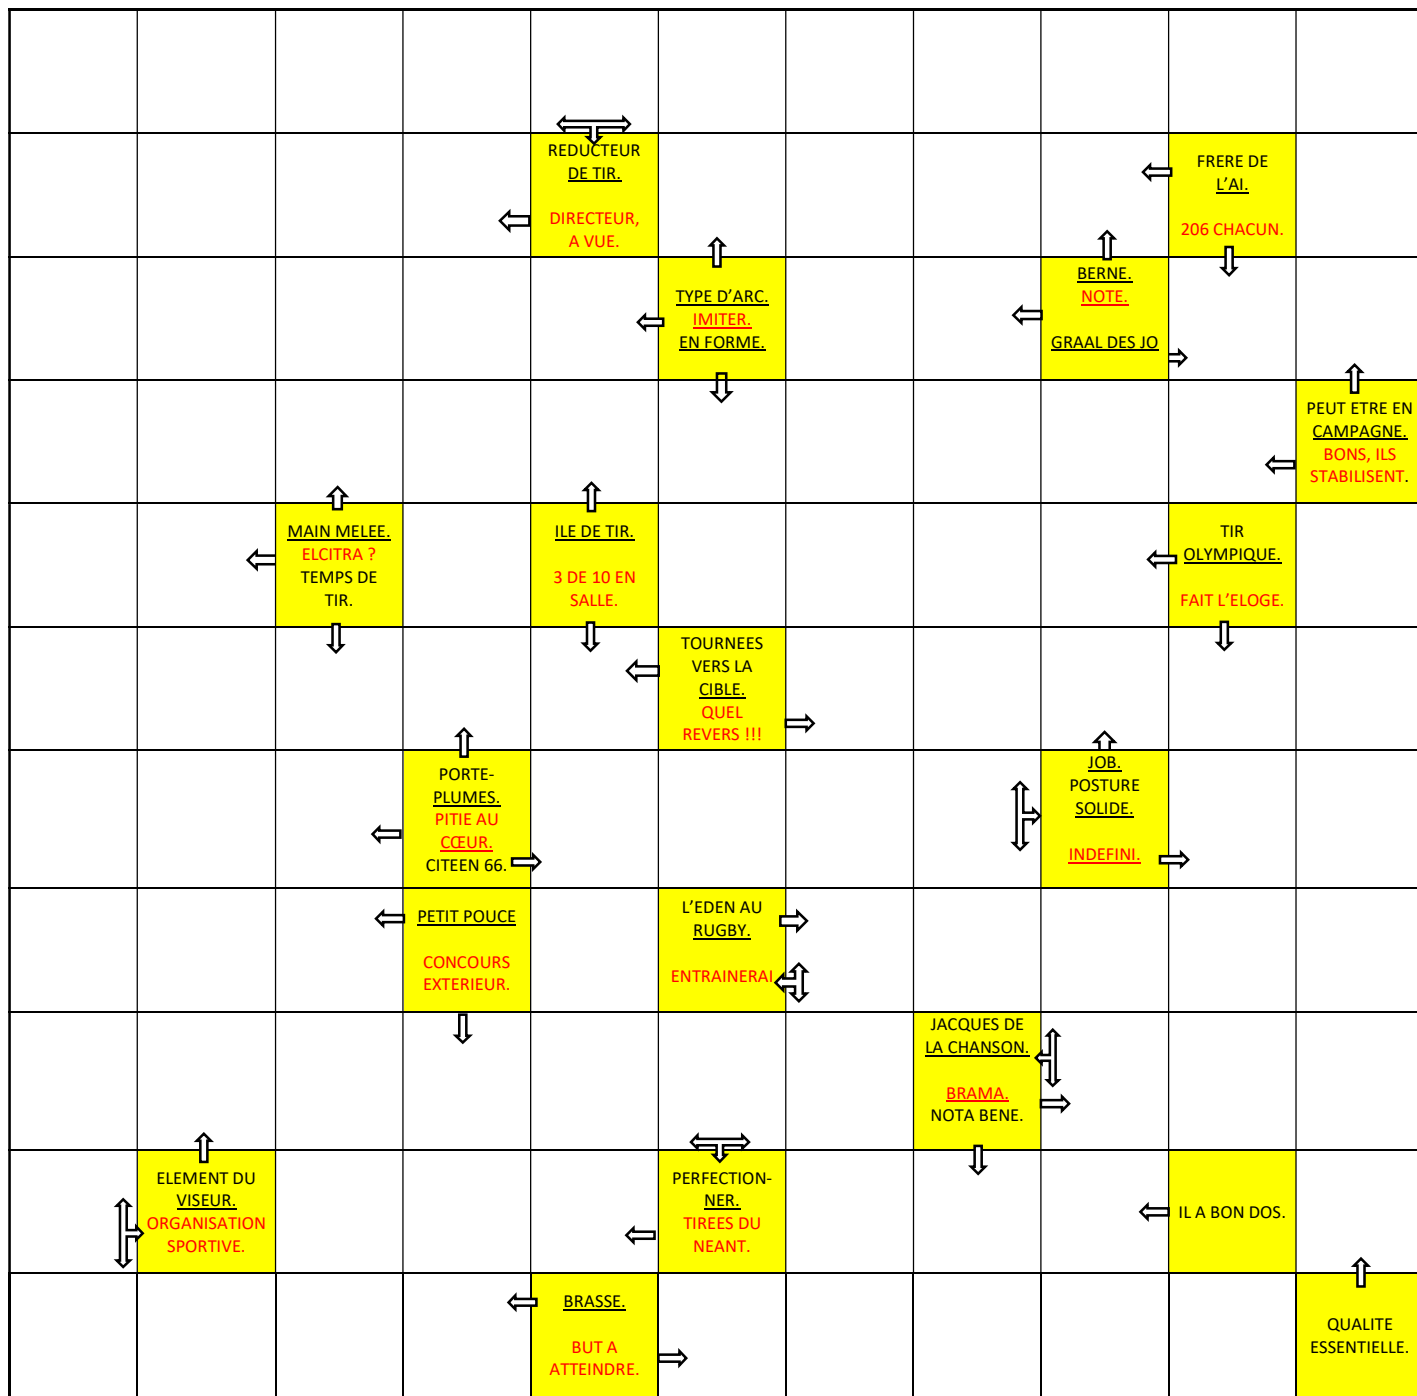 REDUCTEUR
DE TIR.
DIRECTEUR,
A VUE.
FRERE DE
L'AI.
206 CHACUN.
TYPE D'ARC.
IMITER.
EN FORME.
BERNE.
NOTE.
GRAAL DES JO
PEUT ETRE EN
CAMPAGNE.
BONS, ILS
STABILISENT.
MAIN MELEE.
ELCITRA ?
TEMPS DE
TIR.
ILE DE TIR.
3 DE 10 EN
SALLE.
TIR
OLYMPIQUE.
FAIT L'ELOGE.
TOURNEES
VERS LA
CIBLE.
QUEL
REVERS !!!
PORTE-
PLUMES.
PITIE AU
CŒUR.
CITEEN 66.
JOB.
POSTURE
SOLIDE.
INDEFINI.
PETIT POUCE
CONCOURS
EXTERIEUR.
L'EDEN AU
RUGBY.
ENTRAINERAI
JACQUES DE
LA CHANSON.
BRAMA.
NOTA BENE.
ELEMENT DU
VISEUR.
ORGANISATION
SPORTIVE.
PERFECTION-
NER.
TIREES DU
NEANT.
IL A BON DOS.
BRASSE.
BUT A
ATTEINDRE.
QUALITE
ESSENTIELLE.